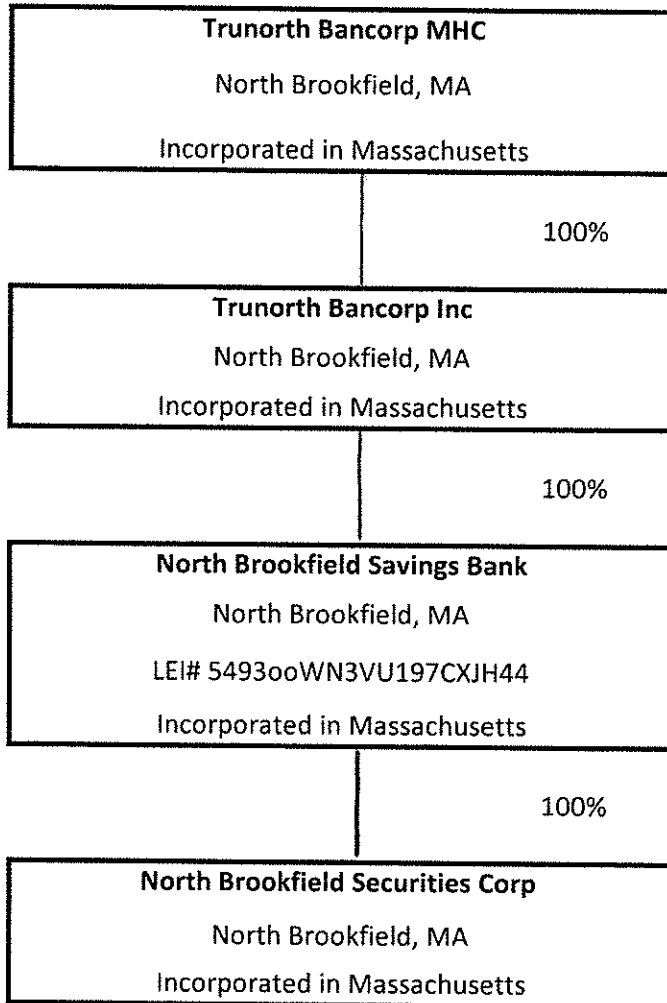 Trunorth Bancorp MHC
North Brookfield, MA
Incorporated in Massachusetts
100%
Trunorth Bancorp Inc
North Brookfield, MA
Incorporated in Massachusetts
100%
North Brookfield Savings Bank
North Brookfield, MA
LEI# 5493ooWN3VU197CXJH44
Incorporated in Massachusetts
100%
North Brookfield Securities Corp
North Brookfield, MA
Incorporated in Massachusetts